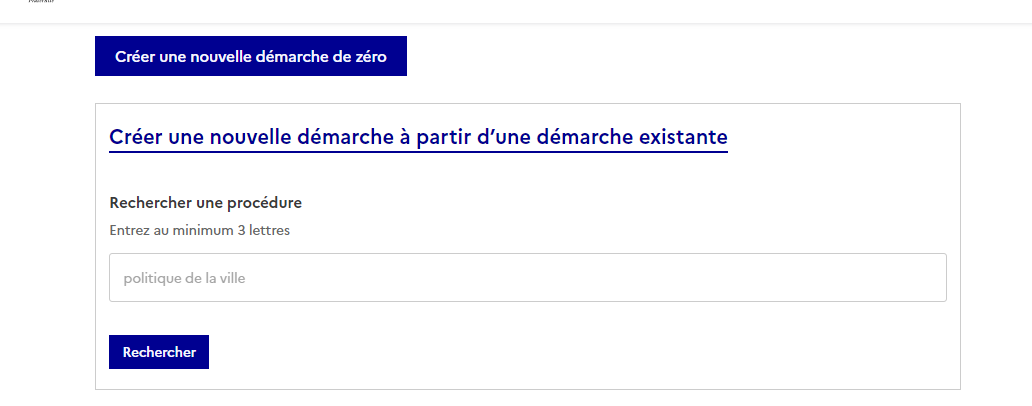 Créer une nouvelle démarche de zéro
Créer une nouvelle démarche à partir d’une démarche existante
Rechercher une procédure
Entrez au minimum 3 lettres
politique de la ville
Rechercher